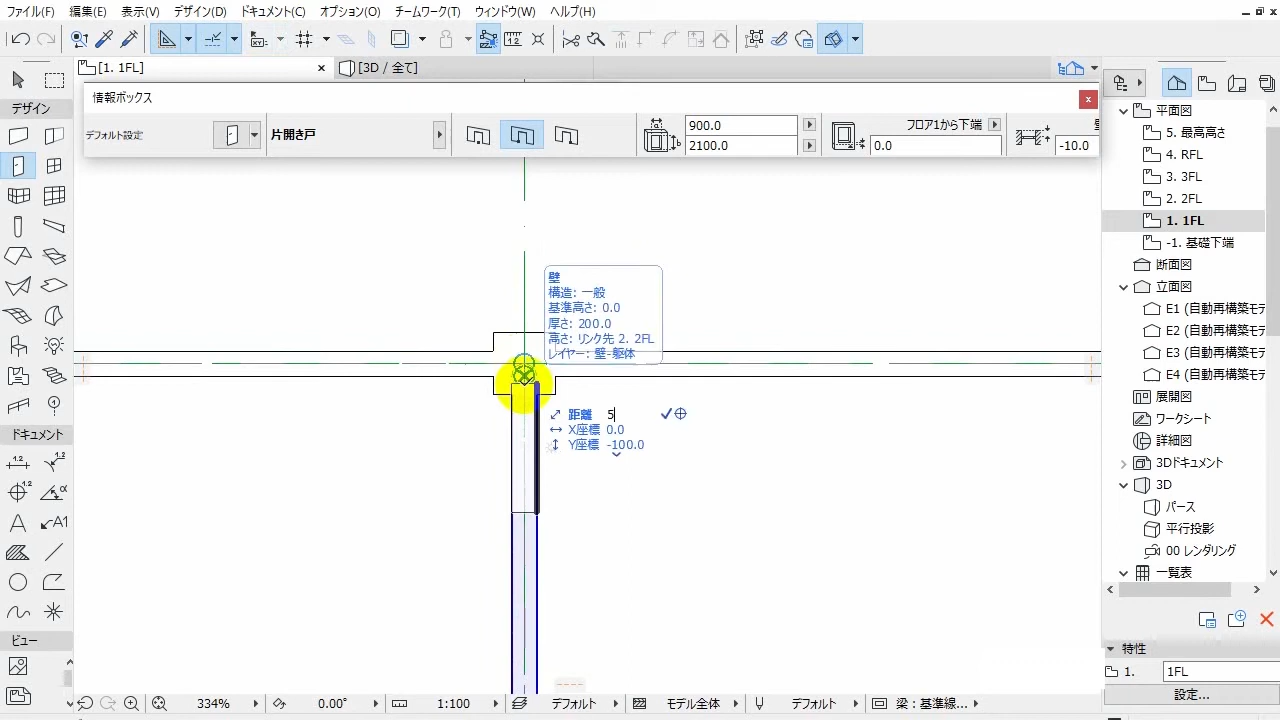 ファイル(F) 編集(E) 表示(V) デザイン(D) ドキュメント(C) オプション(O) チームワーク(T) ウィンドウ(W) ヘルプ(H)
[1. 1FL] × [3D / 全て]
情報ボックス
デフォルト設定 片開き戸 900.0 2100.0 フロア1から下端 0.0 -10.0
デザイン
平面図
5. 最高高さ
4. RFL
3. 3FL
2. 2FL
1. 1FL
-1. 基礎下端
断面図
立面図
E1 (自動再構築モデ
E2 (自動再構築モデ
E3 (自動再構築モデ
E4 (自動再構築モデ
展開図
ワークシート
詳細図
3Dドキュメント
3D
パース
平行投影
00 レンダリング
一覧表
壁
構造: 一般
基準高さ: 0.0
厚さ: 200.0
高さ: リンク先 2. 2FL
レイヤー: 壁-躯体
距離 5
X座標 0.0
Y座標 -100.0
ドキュメント
1.2 1.2
1.2 α
A A1
ビュー
特性
1. 1FL
設定...
334% 0.00° 1:100 デフォルト モデル全体 デフォルト 梁 : 基準線...